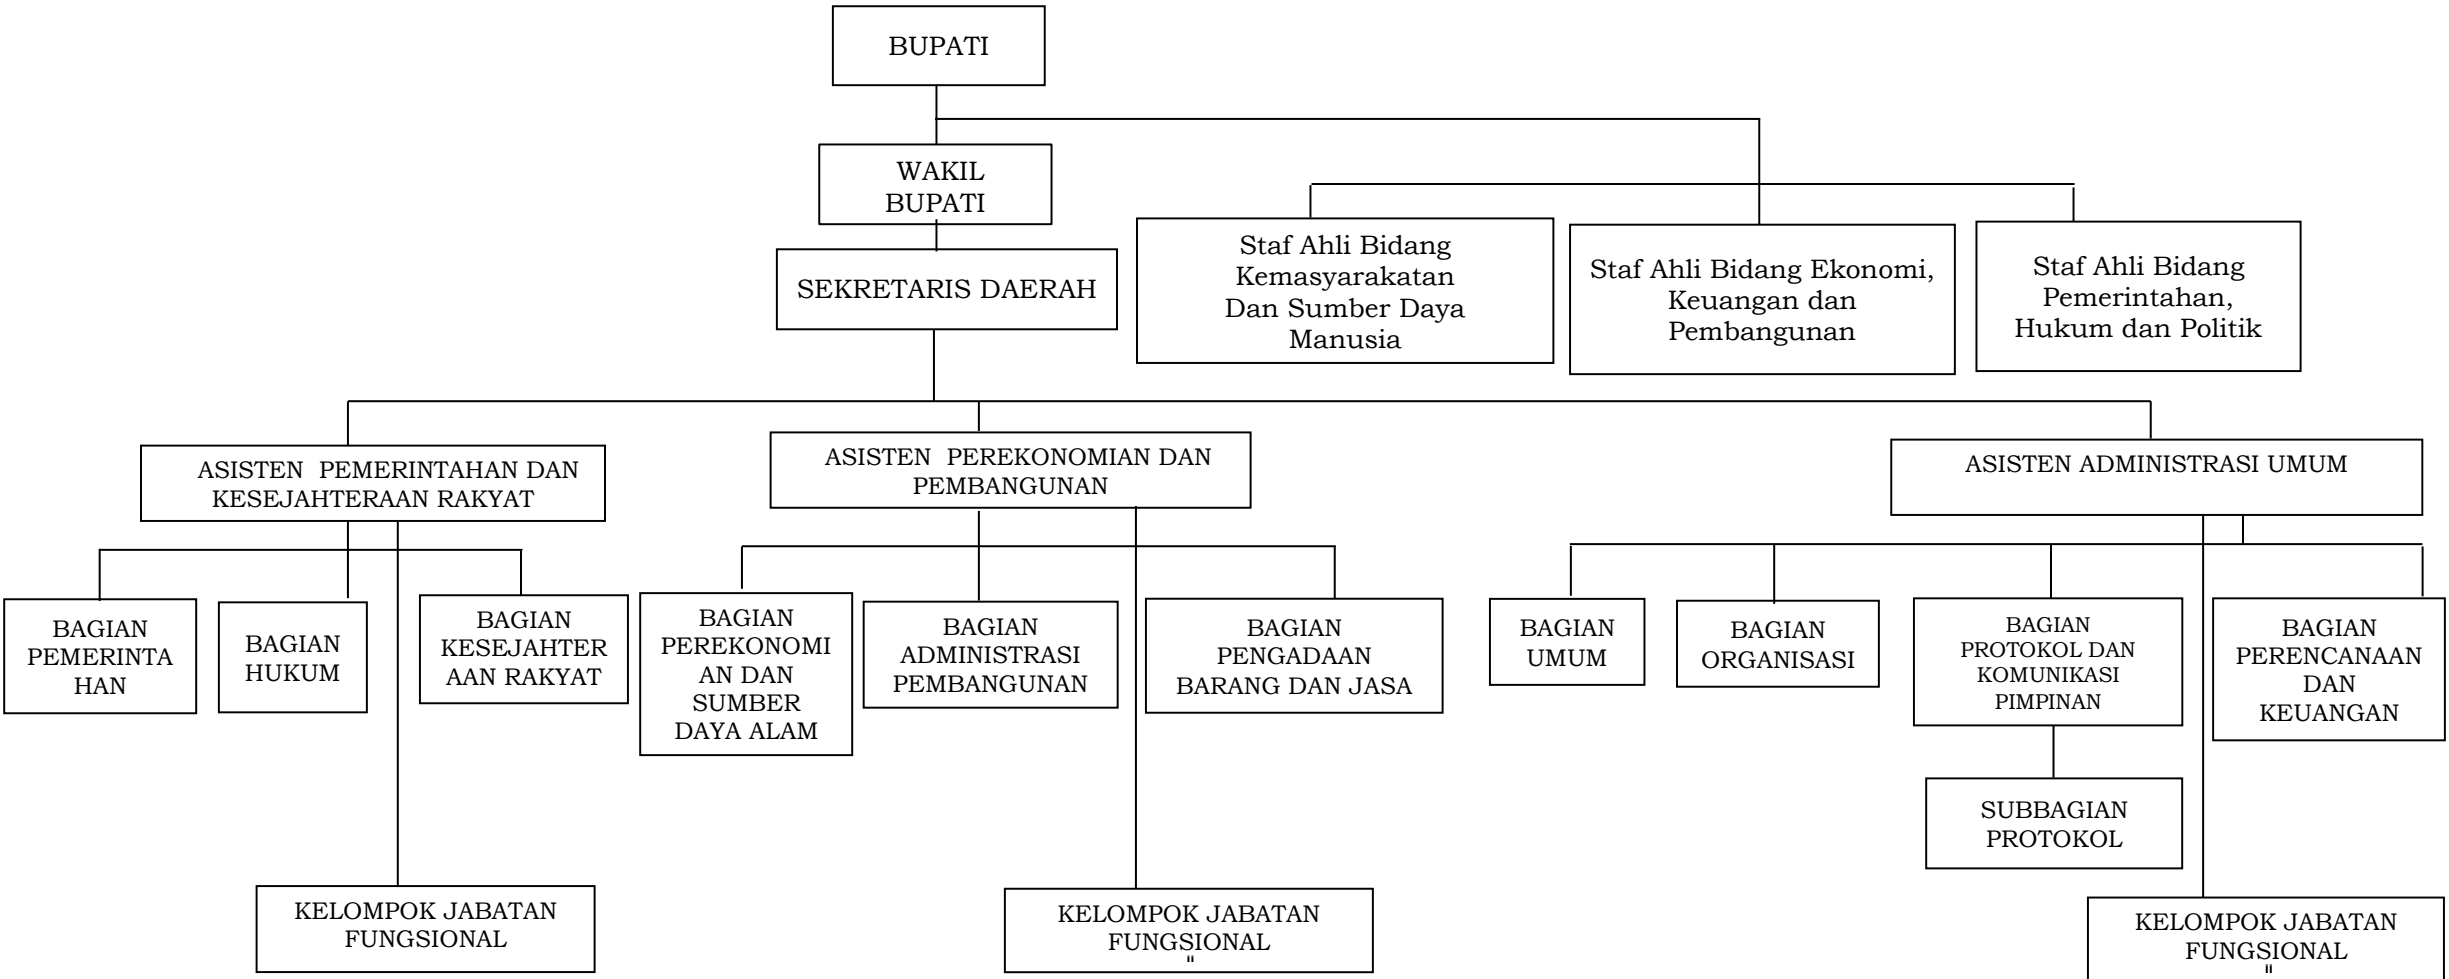 BUPATI
WAKIL
BUPATI
SEKRETARIS DAERAH
Staf Ahli Bidang
Kemasyarakatan
Dan Sumber Daya
Manusia
Staf Ahli Bidang Ekonomi,
Keuangan dan
Pembangunan
Staf Ahli Bidang
Pemerintahan,
Hukum dan Politik
ASISTEN PEMERINTAHAN DAN
KESEJAHTERAAN RAKYAT
ASISTEN PEREKONOMIAN DAN
PEMBANGUNAN
ASISTEN ADMINISTRASI UMUM
BAGIAN
PEMERINTA
HAN
BAGIAN
HUKUM
BAGIAN
KESEJAHTER
AAN RAKYAT
BAGIAN
PEREKONOMI
AN DAN
SUMBER
DAYA ALAM
BAGIAN
ADMINISTRASI
PEMBANGUNAN
BAGIAN
PENGADAAN
BARANG DAN JASA
BAGIAN
UMUM
BAGIAN
ORGANISASI
BAGIAN
PROTOKOL DAN
KOMUNIKASI
PIMPINAN
BAGIAN
PERENCANAAN
DAN
KEUANGAN
SUBBAGIAN
PROTOKOL
KELOMPOK JABATAN
FUNGSIONAL
KELOMPOK JABATAN
FUNGSIONAL
"
KELOMPOK JABATAN
FUNGSIONAL
"